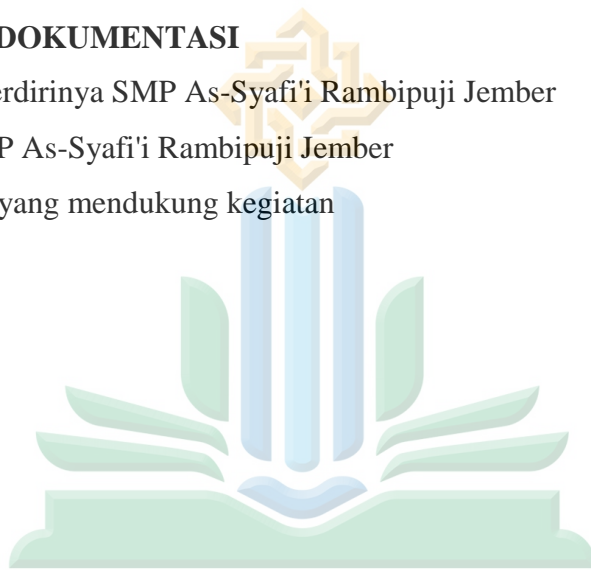 DOKUMENTASI
erdirinya SMP As-Syafi'i Rambipuji Jember
P As-Syafi'i Rambipuji Jember
yang mendukung kegiatan